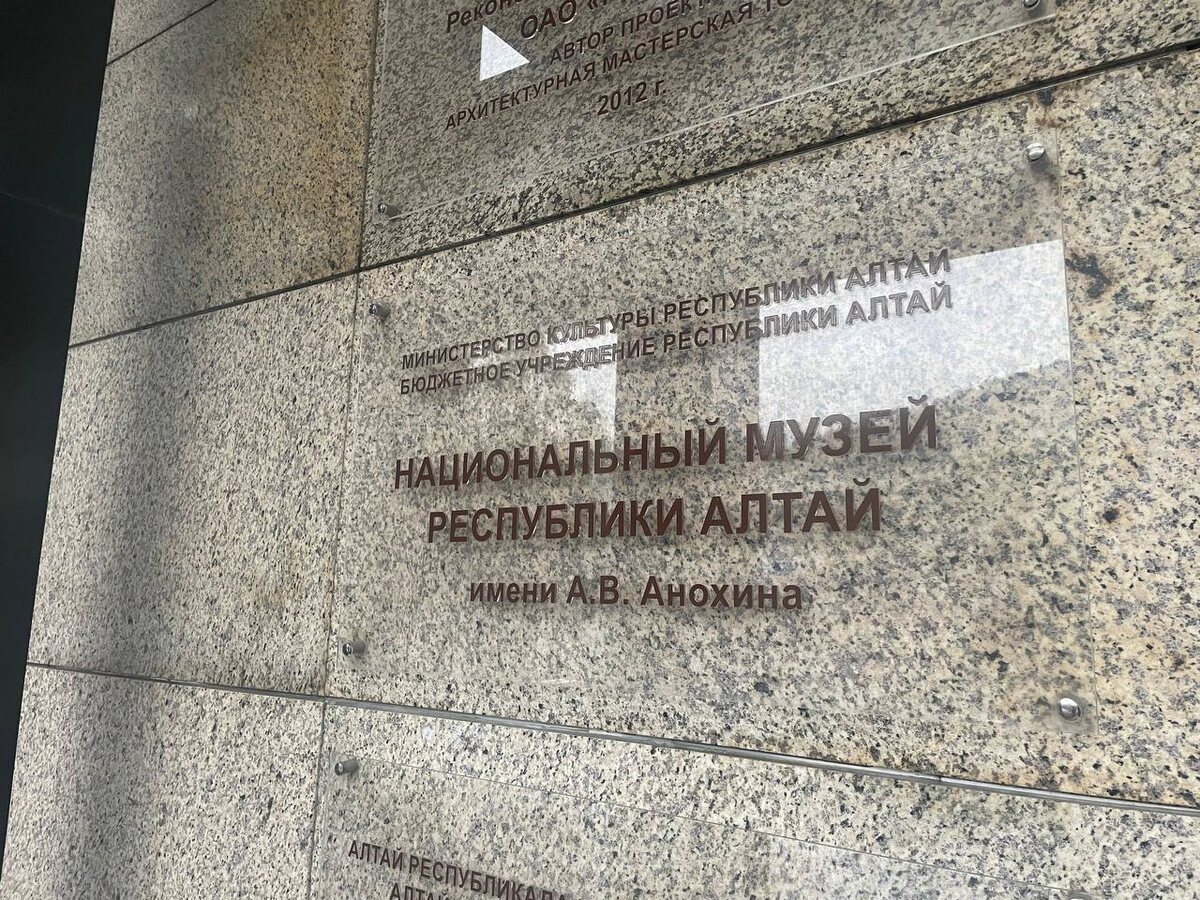 ОАО
АВТОР ПРОЕКТ
АРХИТЕКТУРНАЯ МАСТЕРСКАЯ
2012 г.
МИНИСТЕРСТВО КУЛЬТУРЫ РЕСПУБЛИКИ АЛТАЙ
БЮДЖЕТНОЕ УЧРЕЖДЕНИЕ РЕСПУБЛИКИ АЛТАЙ
НАЦИОНАЛЬНЫЙ МУЗЕЙ
РЕСПУБЛИКИ АЛТАЙ
имени А.В. Анохина
АЛТАЙ РЕСПУБЛИКАДА